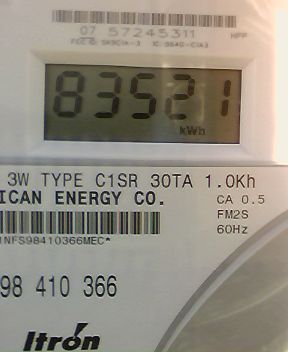 07 57245311
83521
kWh
3W TYPE C1SR 30TA 1.0Kh
ICAN ENERGY CO.
CA 0.5
FM2S
60Hz
1NFS98410366MEC*
98 410 366
Itron